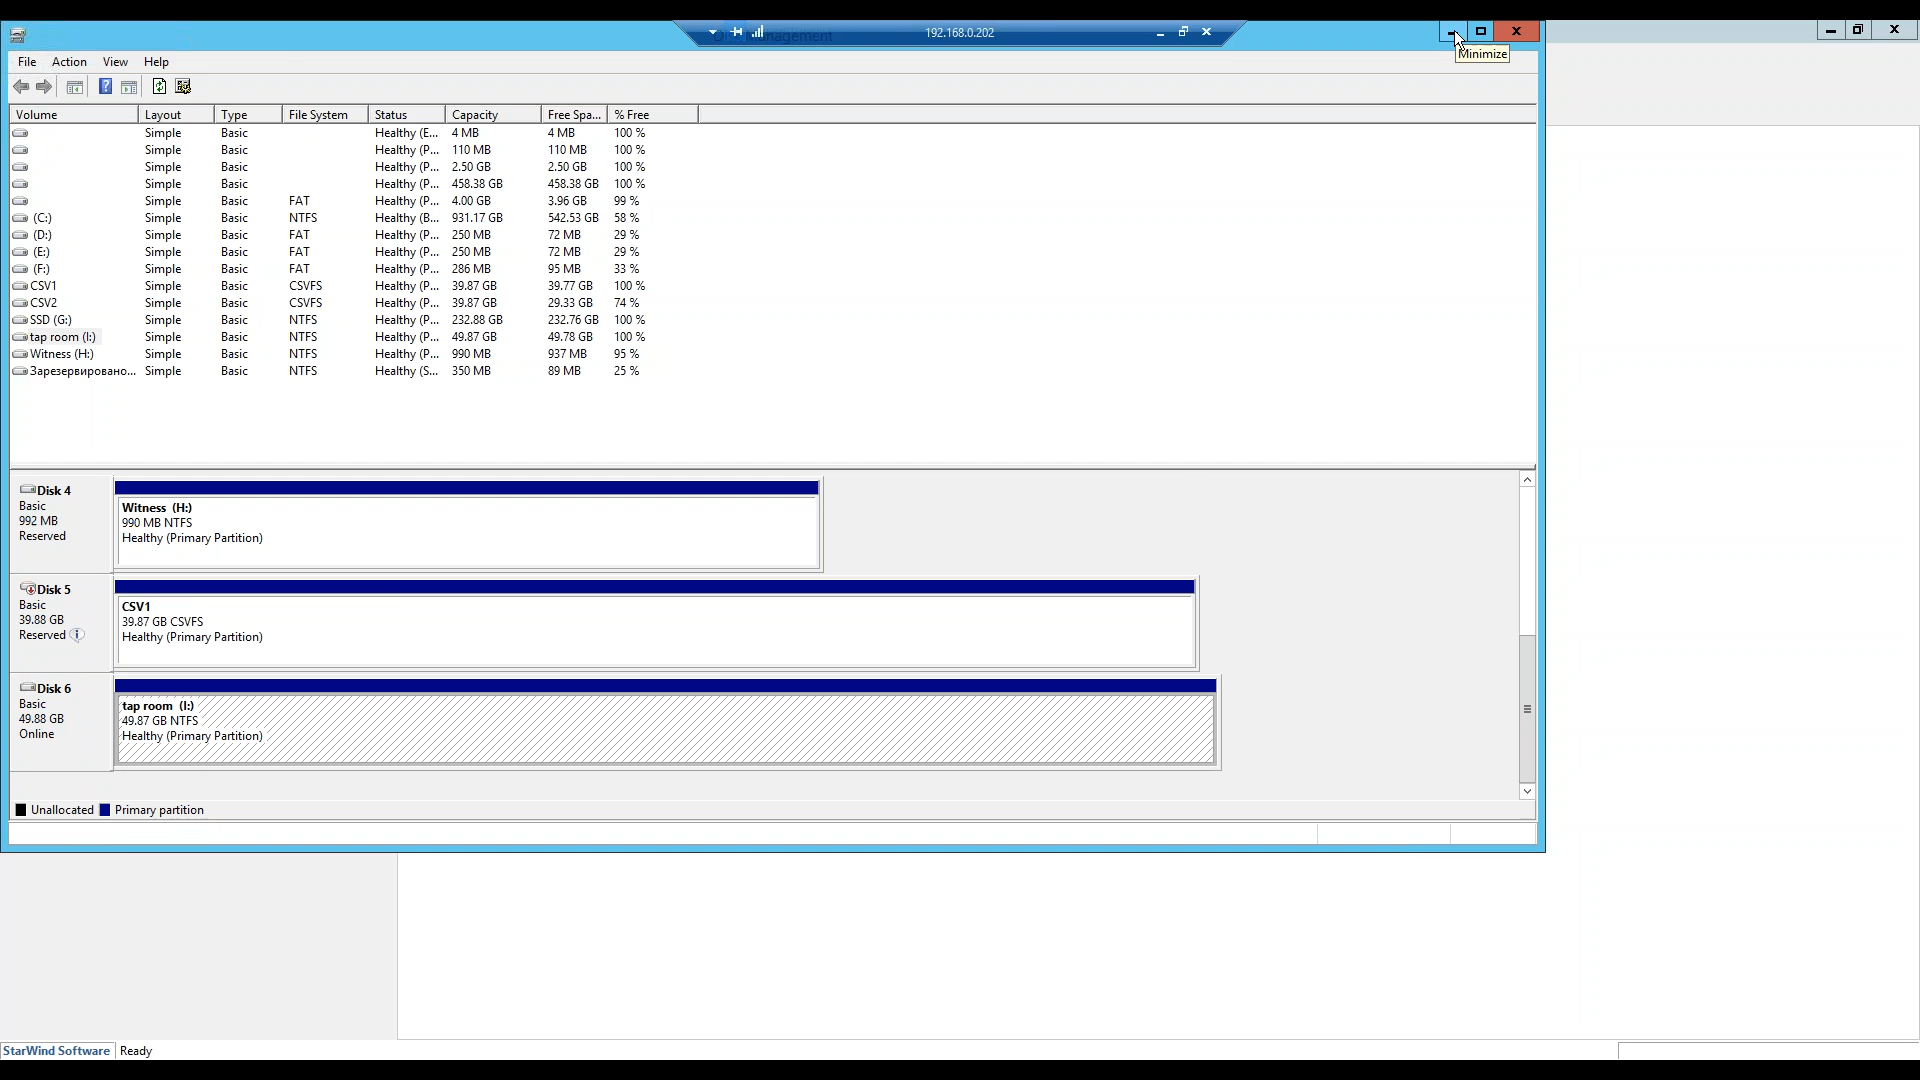 192.168.0.202
Minimize
File Action View Help
Volume Layout Type File System Status Capacity Free Spa... % Free
Simple Basic Healthy (E... 4 MB 4 MB 100 %
Simple Basic Healthy (P... 110 MB 110 MB 100 %
Simple Basic Healthy (P... 2.50 GB 2.50 GB 100 %
Simple Basic Healthy (P... 458.38 GB 458.38 GB 100 %
Simple Basic FAT Healthy (P... 4.00 GB 3.96 GB 99 %
(C:) Simple Basic NTFS Healthy (B... 931.17 GB 542.53 GB 58 %
(D:) Simple Basic FAT Healthy (P... 250 MB 72 MB 29 %
(E:) Simple Basic FAT Healthy (P... 250 MB 72 MB 29 %
(F:) Simple Basic FAT Healthy (P... 286 MB 95 MB 33 %
CSV1 Simple Basic CSVFS Healthy (P... 39.87 GB 39.77 GB 100 %
CSV2 Simple Basic CSVFS Healthy (P... 39.87 GB 29.33 GB 74 %
SSD (G:) Simple Basic NTFS Healthy (P... 232.88 GB 232.76 GB 100 %
tap room (I:) Simple Basic NTFS Healthy (P... 49.87 GB 49.78 GB 100 %
Witness (H:) Simple Basic NTFS Healthy (P... 990 MB 937 MB 95 %
Зарезервировано... Simple Basic NTFS Healthy (S... 350 MB 89 MB 25 %
Disk 4
Basic
992 MB
Reserved
Witness (H:)
990 MB NTFS
Healthy (Primary Partition)
Disk 5
Basic
39.88 GB
Reserved
CSV1
39.87 GB CSVFS
Healthy (Primary Partition)
Disk 6
Basic
49.88 GB
Online
tap room (I:)
49.87 GB NTFS
Healthy (Primary Partition)
Unallocated Primary partition
StarWind Software Ready